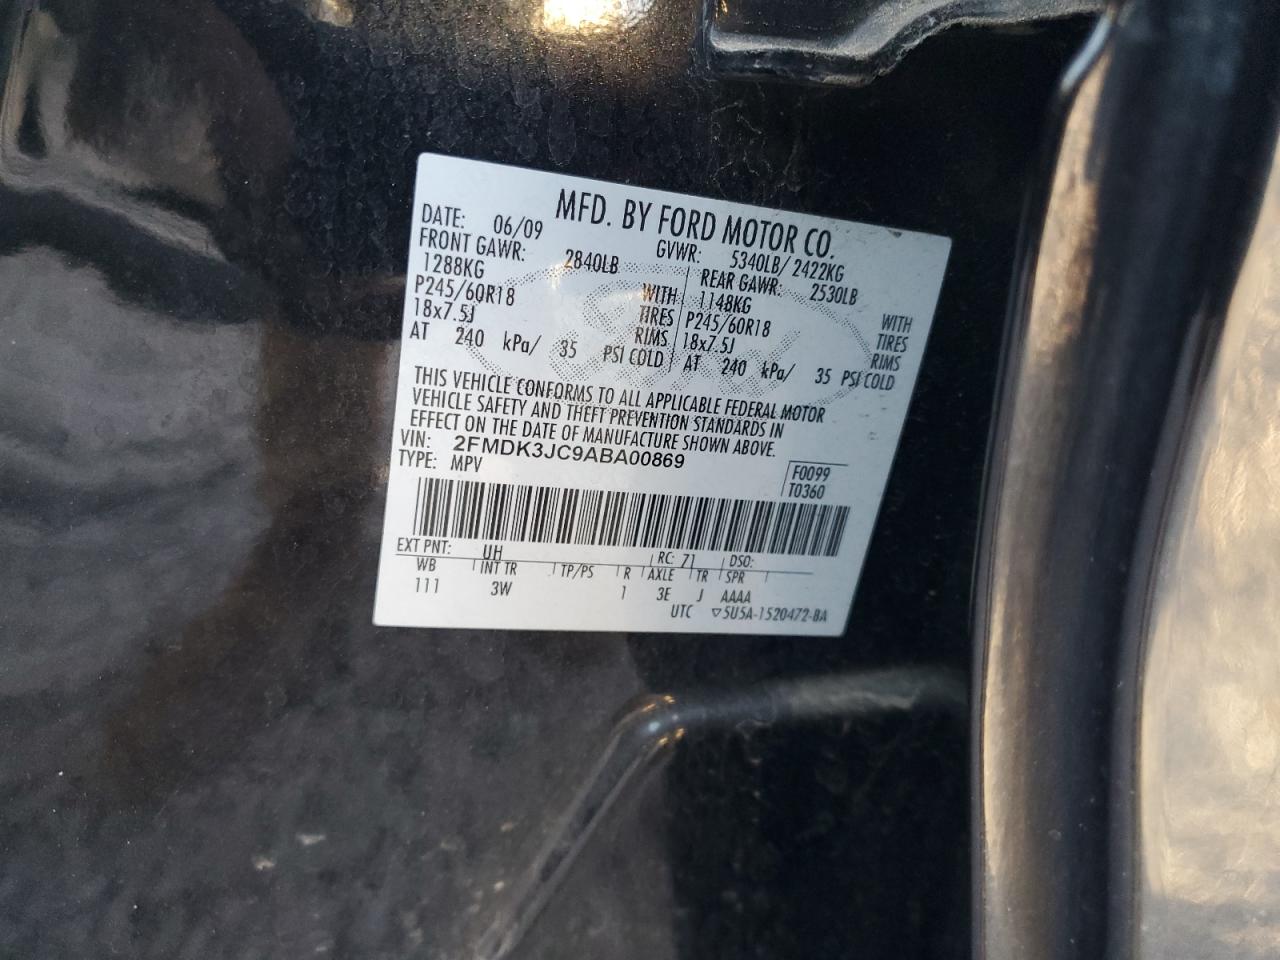 MFD. BY FORD MOTOR CO.
DATE: 06/09 GVWR: 5340LB/ 2422KG
FRONT GAWR: 2840LB REAR GAWR: 2530LB
1288KG WITH 1148KG WITH
P245/60R18 TIRES P245/60R18 TIRES
18x7.5J RIMS 18x7.5J RIMS
AT 240 kPa/ 35 PSI COLD AT 240 kPa/ 35 PSI COLD
THIS VEHICLE CONFORMS TO ALL APPLICABLE FEDERAL MOTOR
VEHICLE SAFETY AND THEFT PREVENTION STANDARDS IN
EFFECT ON THE DATE OF MANUFACTURE SHOWN ABOVE.
VIN: 2FMDK3JC9ABA00869
TYPE: MPV
F0099
T0360
EXT PNT: UH RC: 71 DSO:
WB INT TR TP/PS R AXLE TR SPR
111 3W 1 3E J AAAA
UTC ▽5U5A-1520472-BA